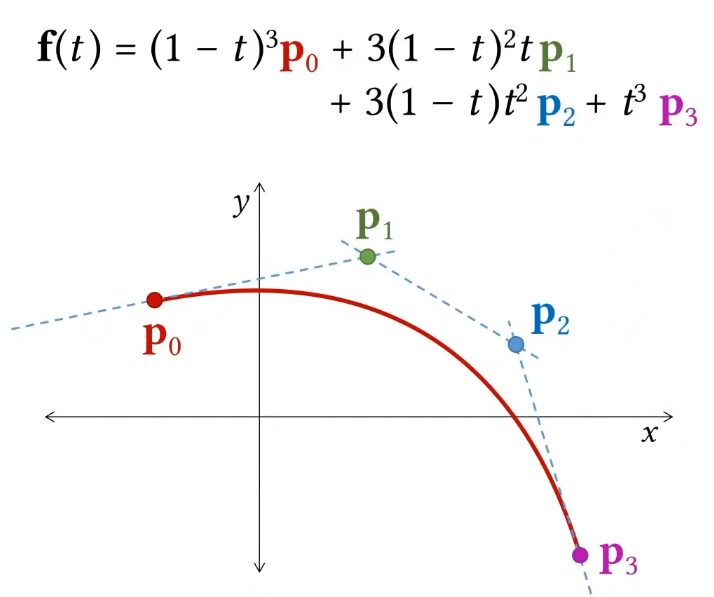 f(t) = (1 − t)³p₀ + 3(1 − t)²t p₁
+ 3(1 − t)t² p₂ + t³ p₃
y
p₁
p₂
p₀
x
p₃